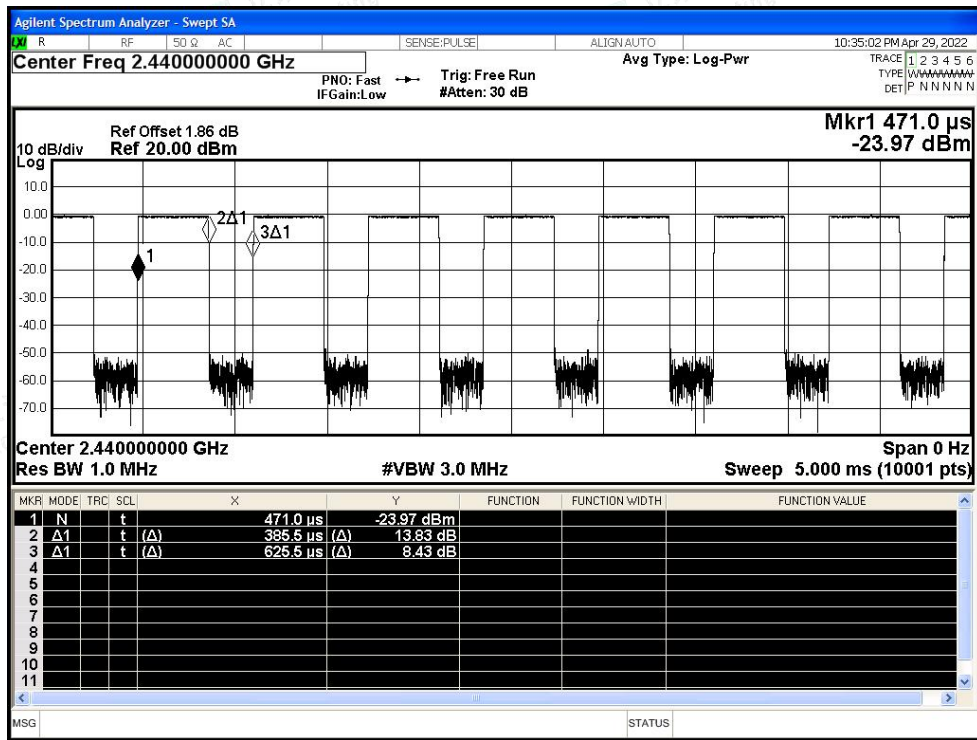 Agilent Spectrum Analyzer - Swept SA
LXI R RF 50 Ω AC SENSE:PULSE ALIGN AUTO 10:35:02 PM Apr 29, 2022
Center Freq 2.440000000 GHz
PNO: Fast
IFGain:Low
Trig: Free Run
#Atten: 30 dB
Avg Type: Log-Pwr
TRACE 1 2 3 4 5 6
TYPE
DET P N N N N N
Mkr1 471.0 µs
-23.97 dBm
Ref Offset 1.86 dB
10 dB/div Ref 20.00 dBm
Log
10.0
0.00
-10.0
-20.0
-30.0
-40.0
-50.0
-60.0
-70.0
1
2Δ1
3Δ1
Center 2.440000000 GHz Span 0 Hz
Res BW 1.0 MHz #VBW 3.0 MHz Sweep 5.000 ms (10001 pts)
MKR MODE TRC SCL X Y FUNCTION FUNCTION WIDTH FUNCTION VALUE
1 N t 471.0 µs -23.97 dBm
2 Δ1 t (Δ) 385.5 µs (Δ) 13.83 dB
3 Δ1 t (Δ) 625.5 µs (Δ) 8.43 dB
4
5
6
7
8
9
10
11
MSG STATUS